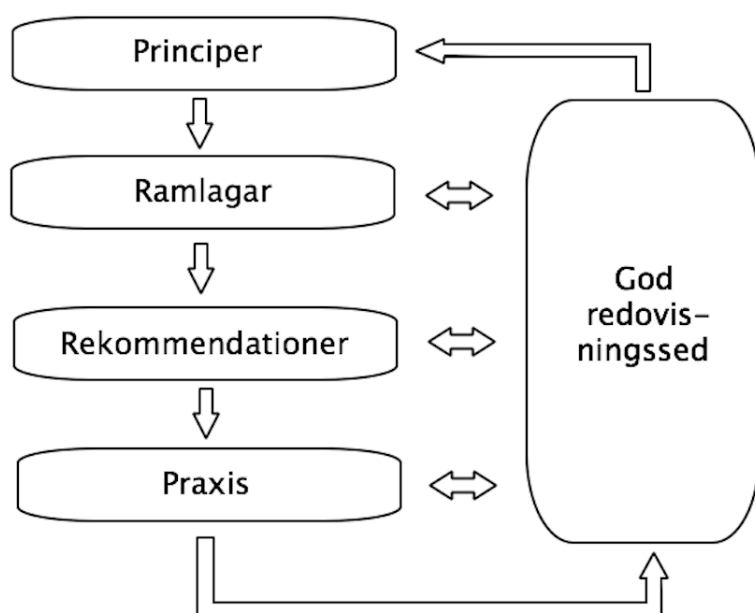 Principer
Ramlagar
Rekommendationer
Praxis
God
redovis-
ningssed